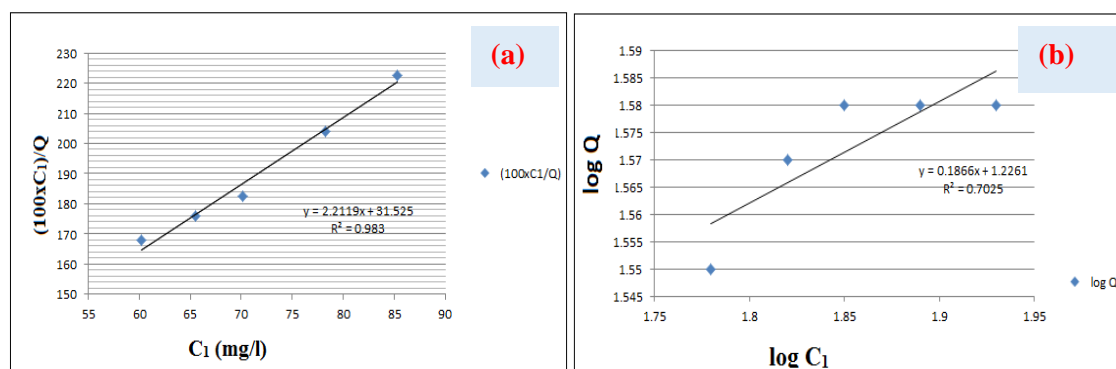 (a)
(100xC₁)/Q
230
220
210
200
190
180
170
160
150
y = 2.2119x + 31.525
R² = 0.983
(100xC1/Q)
55 60 65 70 75 80 85 90
C₁ (mg/l)
(b)
log Q
1.59
1.585
1.58
1.575
1.57
1.565
1.56
1.555
1.55
1.545
y = 0.1866x + 1.2261
R² = 0.7025
log Q
1.75 1.8 1.85 1.9 1.95
log C₁